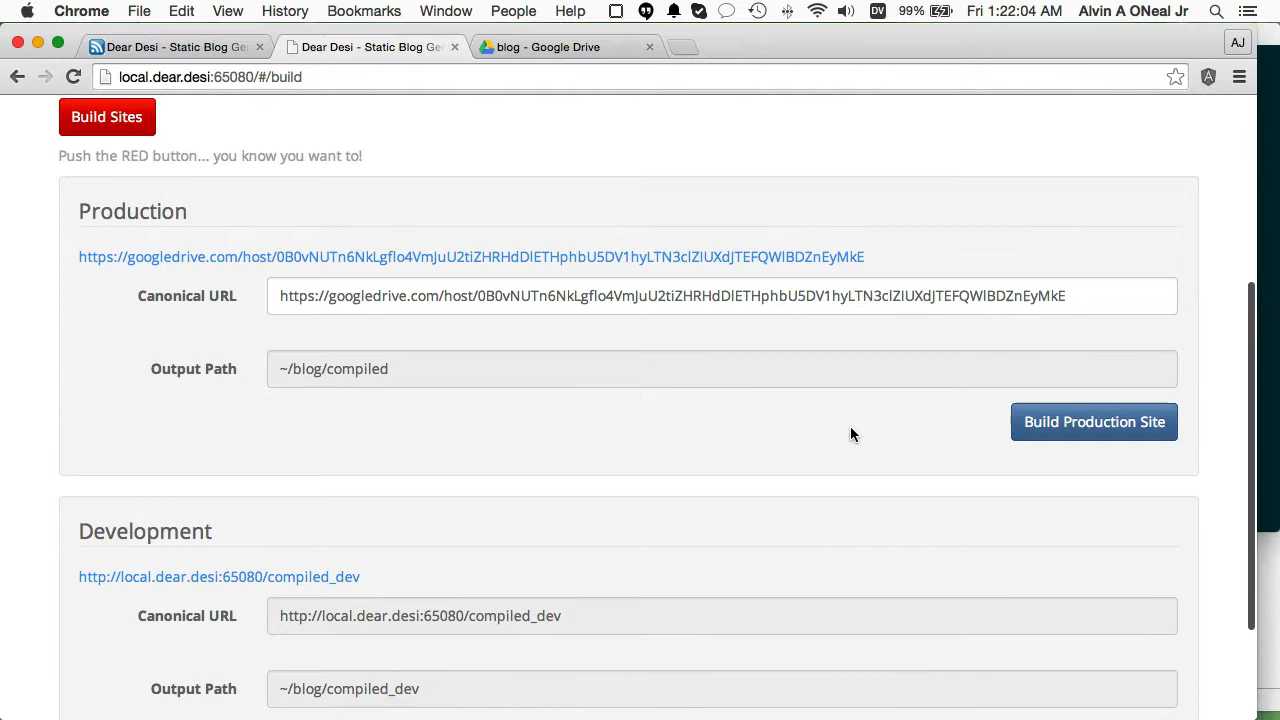 Chrome File Edit View History Bookmarks Window People Help DV 99% Fri 1:22:04 AM Alvin A ONeal Jr
Dear Desi - Static Blog Ge × Dear Desi - Static Blog Ge × blog - Google Drive × AJ
local.dear.desi:65080/#/build
Build Sites
Push the RED button... you know you want to!
Production
https://googledrive.com/host/0B0vNUTn6NkLgflo4VmJuU2tiZHRHdDlETHphbU5DV1hyLTN3clZIUXdJTEFQWlBDZnEyMkE
Canonical URL https://googledrive.com/host/0B0vNUTn6NkLgflo4VmJuU2tiZHRHdDlETHphbU5DV1hyLTN3clZIUXdJTEFQWlBDZnEyMkE
Output Path ~/blog/compiled
Build Production Site
Development
http://local.dear.desi:65080/compiled_dev
Canonical URL http://local.dear.desi:65080/compiled_dev
Output Path ~/blog/compiled_dev